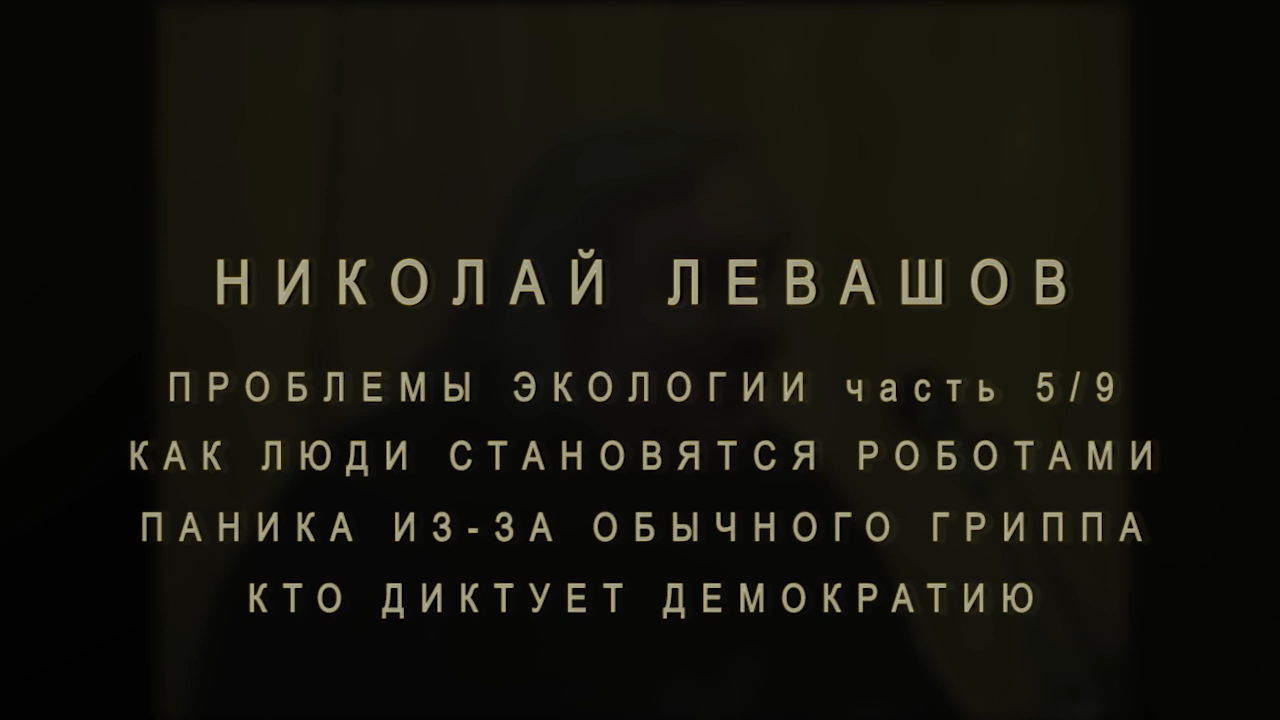 НИКОЛАЙ ЛЕВАШОВ
ПРОБЛЕМЫ ЭКОЛОГИИ часть 5/9
КАК ЛЮДИ СТАНОВЯТСЯ РОБОТАМИ
ПАНИКА ИЗ-ЗА ОБЫЧНОГО ГРИППА
КТО ДИКТУЕТ ДЕМОКРАТИЮ